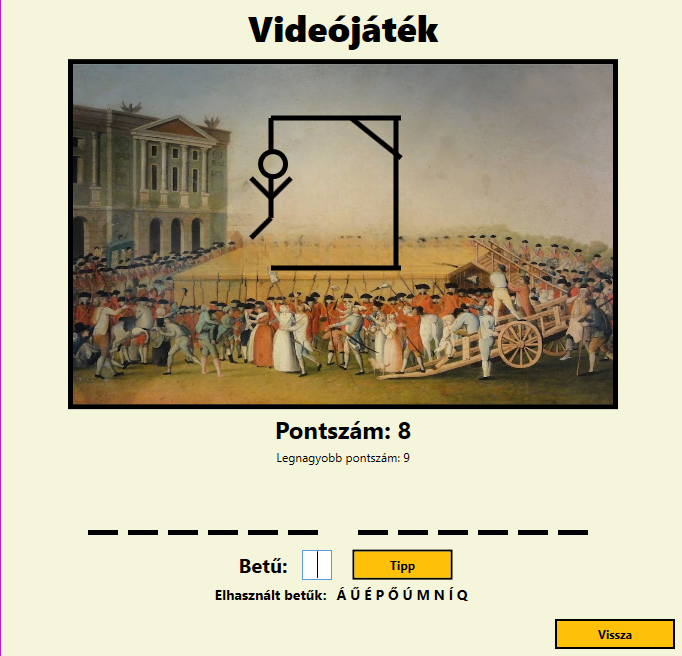 Videójáték
Pontszám: 8
Legnagyobb pontszám: 9
Betű:
Tipp
Elhasznált betűk: Á Ű É P Ő Ú M N Í Q
Vissza